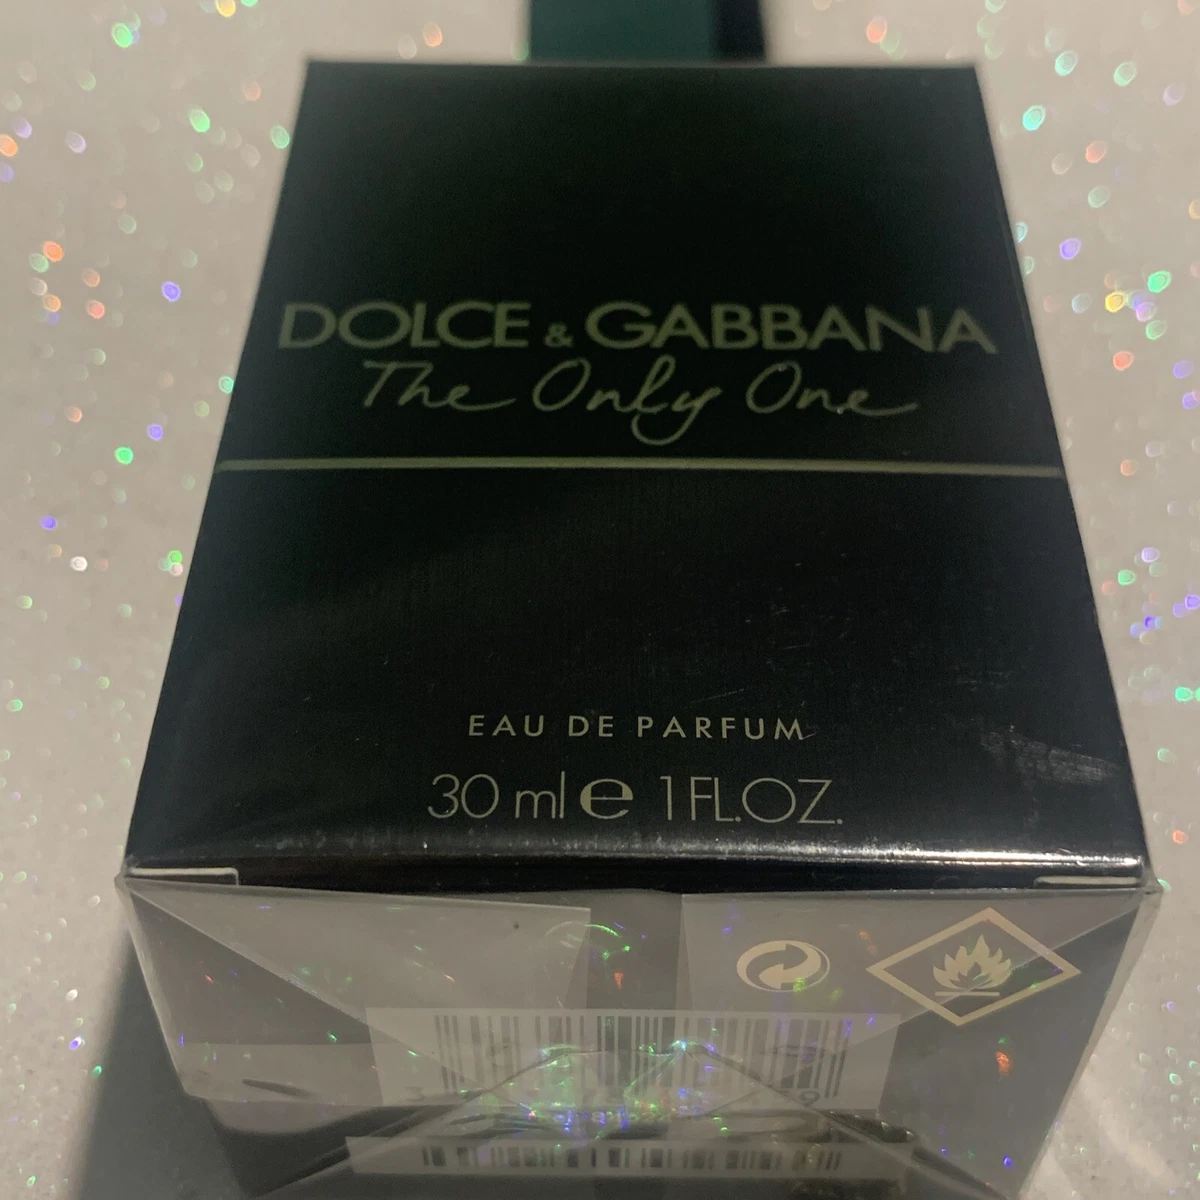 DOLCE & GABBANA
The Only One
EAU DE PARFUM
30 ml e 1 FL.OZ.